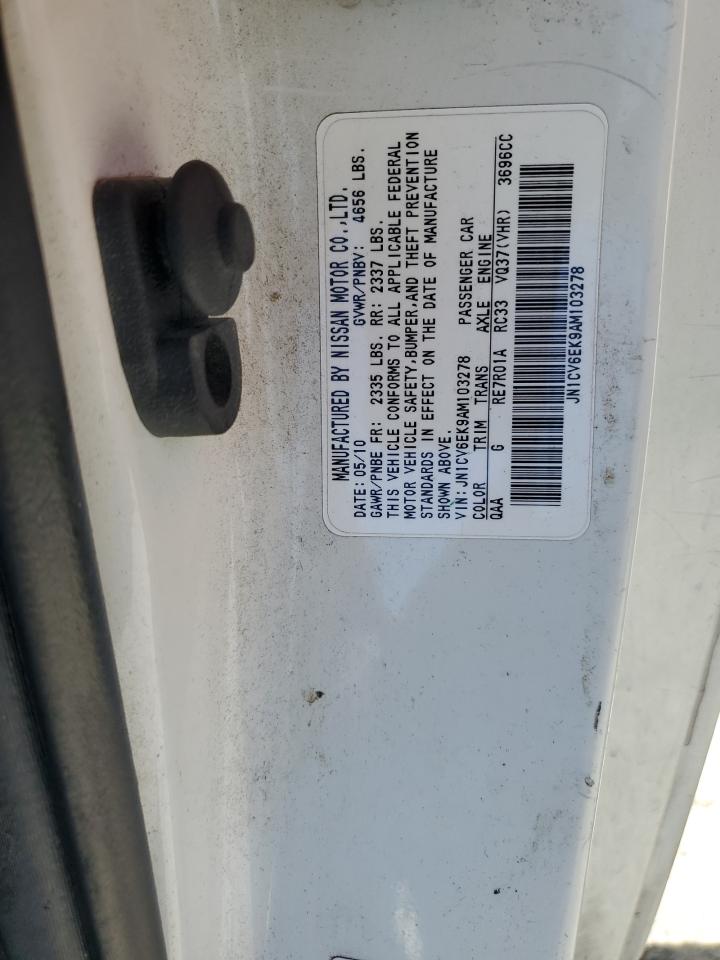 MANUFACTURED BY NISSAN MOTOR CO.,LTD.
DATE: 05/10 GVWR/PNBV: 4656 LBS.
GAWR/PNBE FR: 2335 LBS. RR: 2337 LBS.
THIS VEHICLE CONFORMS TO ALL APPLICABLE FEDERAL
MOTOR VEHICLE SAFETY,BUMPER,AND THEFT PREVENTION
STANDARDS IN EFFECT ON THE DATE OF MANUFACTURE
SHOWN ABOVE.
VIN: JN1CV6EK9AM103278 PASSENGER CAR
COLOR TRIM TRANS AXLE ENGINE
QAA G RE7R01A RC33 VQ37(VHR) 3696CC
JN1CV6EK9AM103278